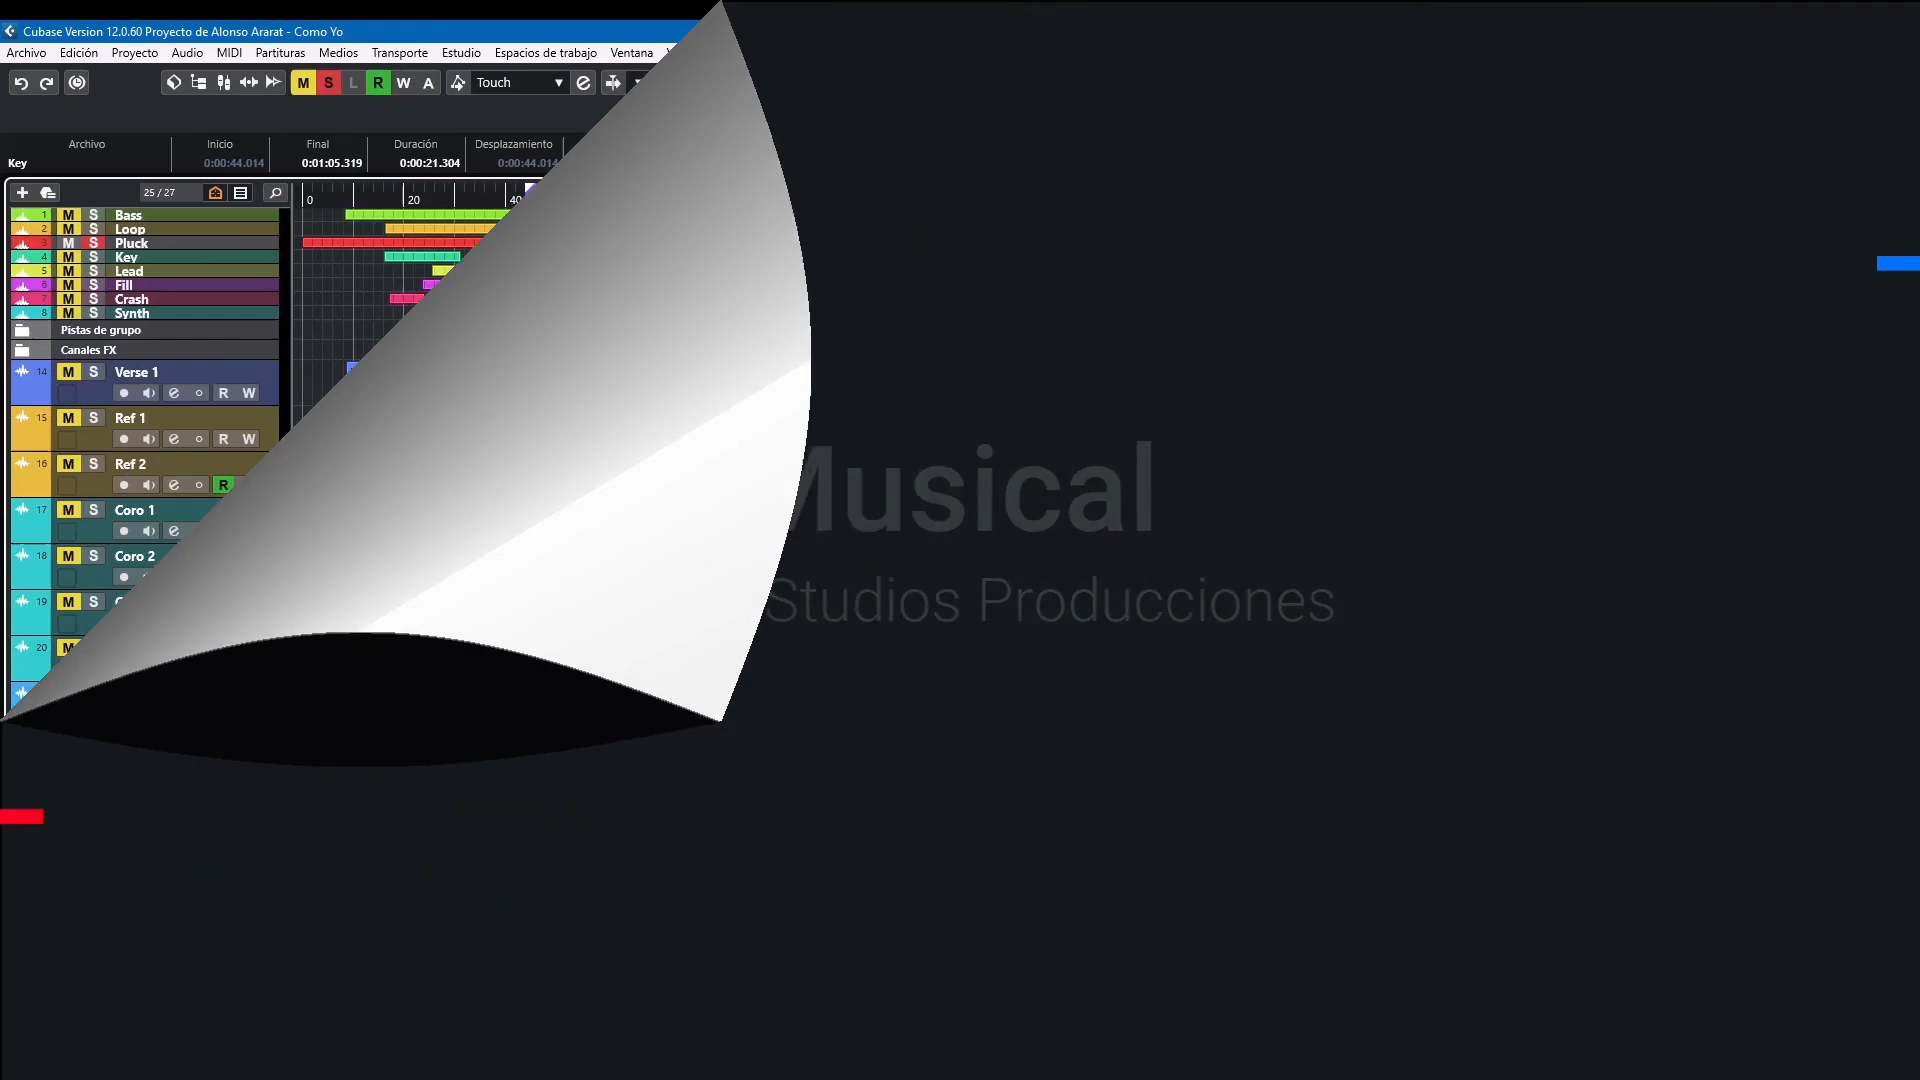 Cubase Version 12.0.60 Proyecto de Alonso Ararat - Como Yo
Archivo Edición Proyecto Audio MIDI Partituras Medios Transporte Estudio Espacios de trabajo Ventana
M S L R W A Touch
Archivo Inicio Final Duración Desplazamiento
Key 0:00:44.014 0:01:05.319 0:00:21.304 0:00:44.014
25 / 27 0 20 40
1 M S Bass
2 M S Loop
3 M S Pluck
4 M S Key
5 M S Lead
6 M S Fill
7 M S Crash
8 M S Synth
Pistas de grupo
Canales FX
14 M S Verse 1
R W
15 M S Ref 1
R W
16 M S Ref 2
R
17 M S Coro 1
18 M S Coro 2
19 M S
20 M
Musical
Studios Producciones